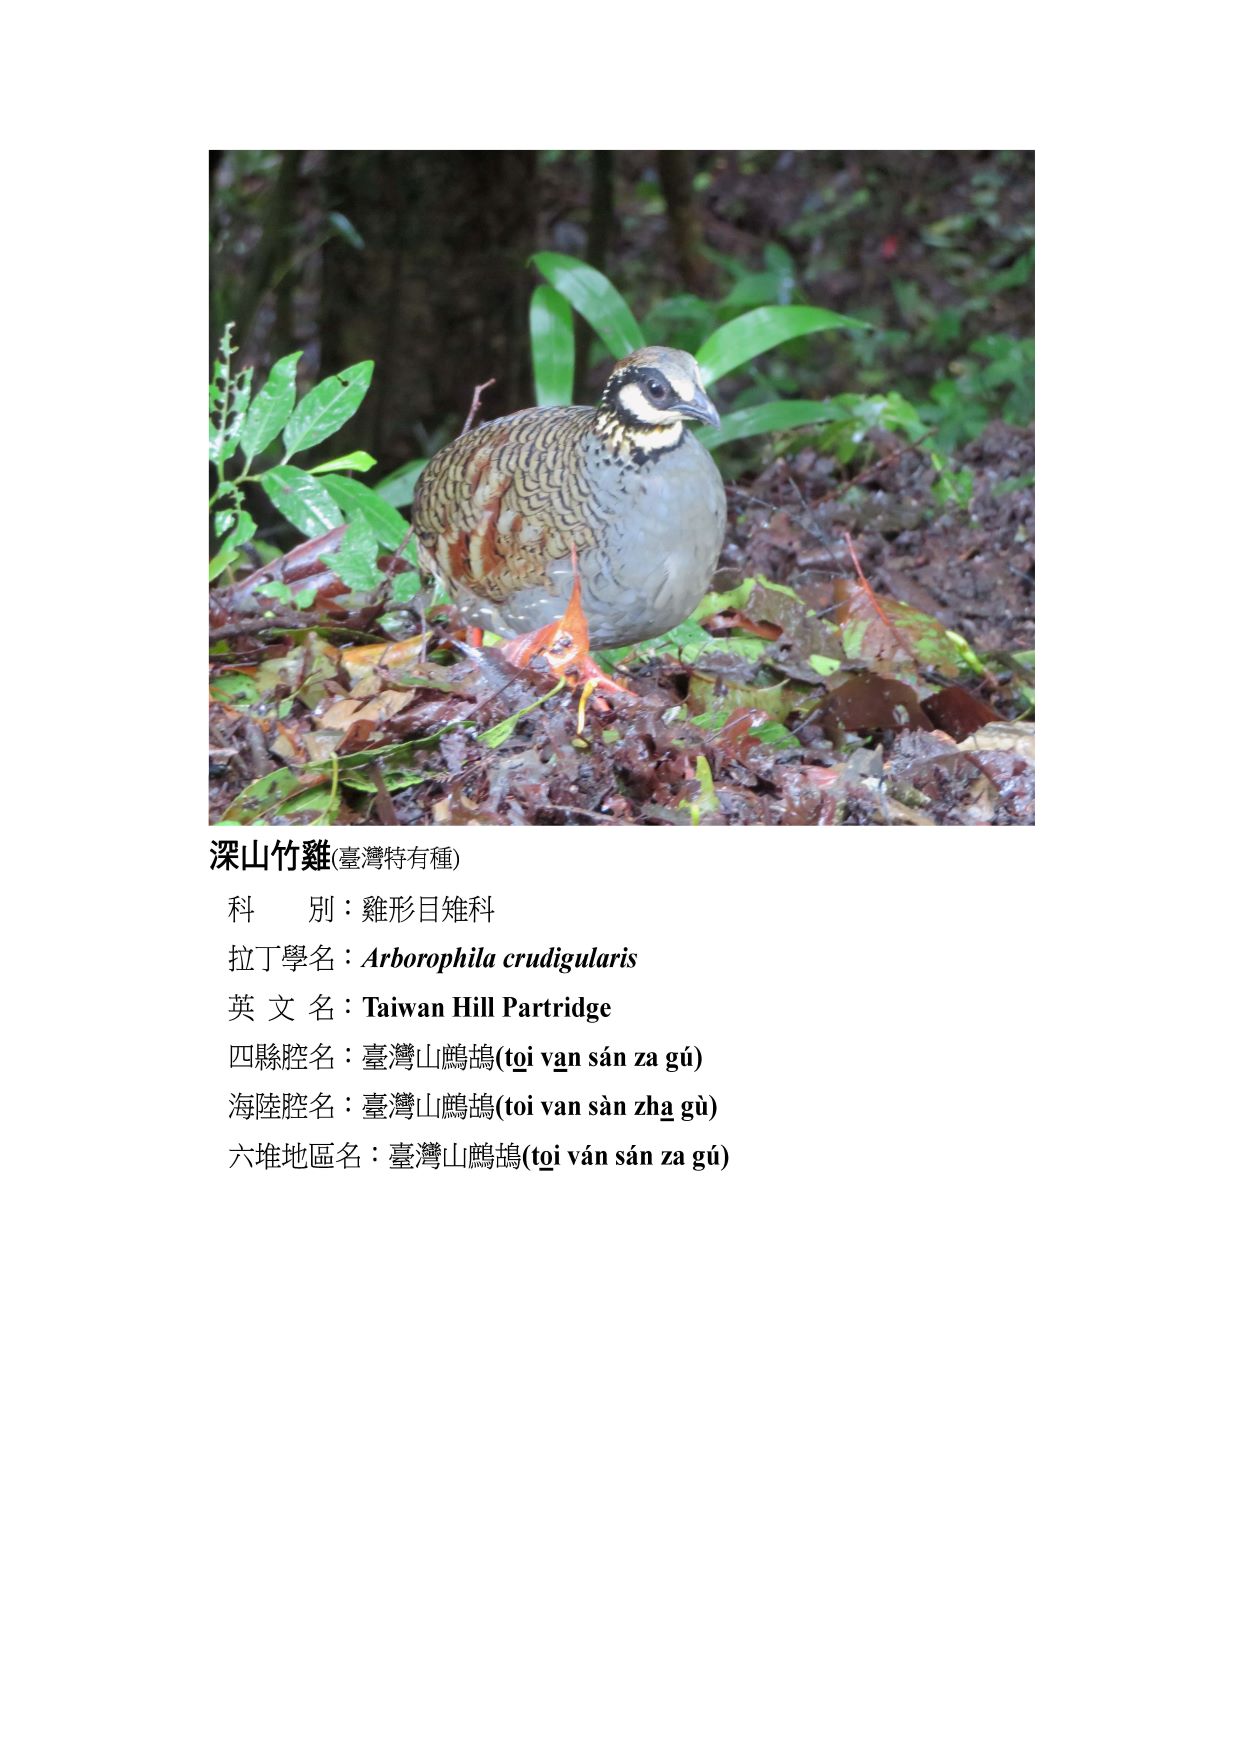 深山竹雞(臺灣特有種)
科　　別：雞形目雉科
拉丁學名：Arborophila crudigularis
英 文 名：Taiwan Hill Partridge
四縣腔名：臺灣山鷓鴣(to̲i va̲n sán za gú)
海陸腔名：臺灣山鷓鴣(toi van sàn zha̲ gù)
六堆地區名：臺灣山鷓鴣(to̲i ván sán za gú)